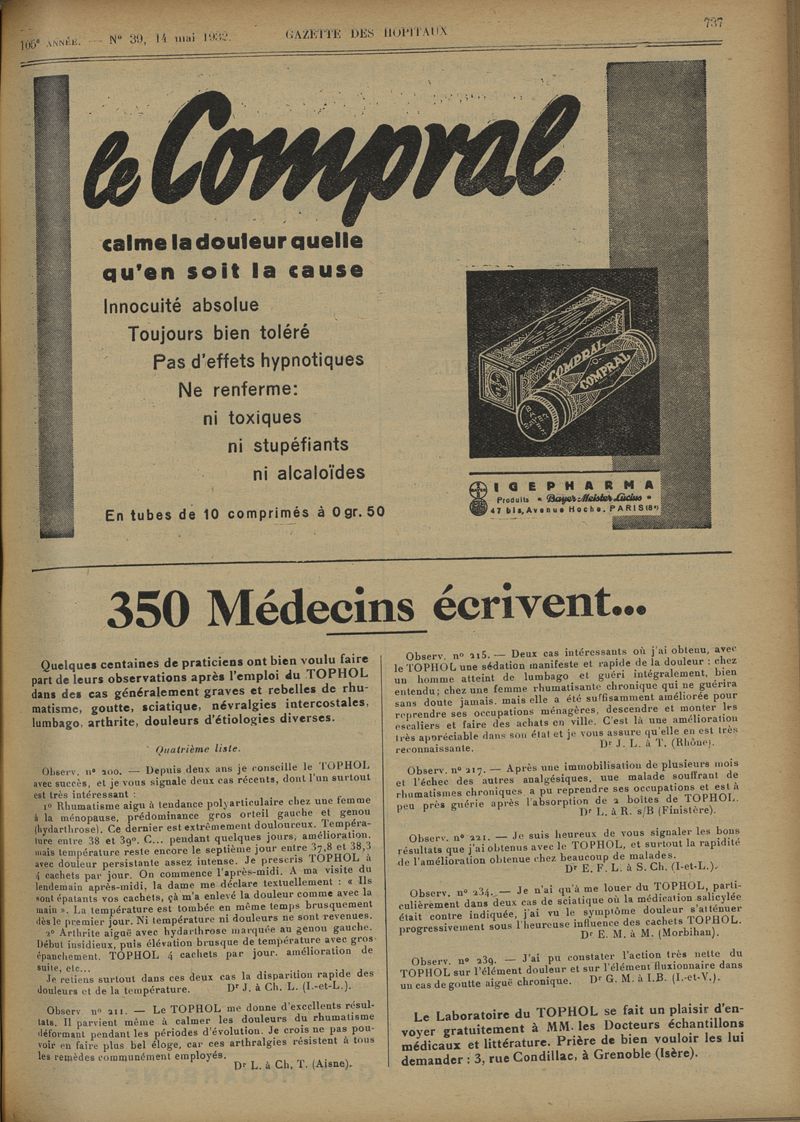 105e ANNÉE. — No 39, 14 mai 1932.
GAZETTE DES HOPITAUX
737
le Compral
calme la douleur quelle
qu'en soit la cause
Innocuité absolue
Toujours bien toléré
Pas d'effets hypnotiques
Ne renferme:
ni toxiques
ni stupéfiants
ni alcaloïdes
En tubes de 10 comprimés à 0 gr. 50
COMPRAL
COMPRAL
BAYER
IGEPHARMA
Produits « Bayer-Meister-Lucius »
47 bis, Avenue Hoche, PARIS (8e)
350 Médecins écrivent...
Quelques centaines de praticiens ont bien voulu faire
part de leurs observations après l'emploi du TOPHOL
dans des cas généralement graves et rebelles de rhu-
matisme, goutte, sciatique, névralgies intercostales,
lumbago, arthrite, douleurs d'étiologies diverses.
Quatrième liste.
Observ. no 200. — Depuis deux ans je conseille le TOPHOL
avec succès, et je vous signale deux cas récents, dont l'un surtout
est très intéressant :
1o Rhumatisme aigu à tendance polyarticulaire chez une femme
à la ménopause, prédominance gros orteil gauche et genou
(hydarthrose). Ce dernier est extrêmement douloureux. Tempéra-
ture entre 38 et 39o. C... pendant quelques jours, amélioration,
mais température reste encore le septième jour entre 37,8 et 38,3
avec douleur persistante assez intense. Je prescris TOPHOL à
4 cachets par jour. On commence l'après-midi. A ma visite du
lendemain après-midi, la dame me déclare textuellement : « Ils
sont épatants vos cachets, çà m'a enlevé la douleur comme avec la
main ». La température est tombée en même temps brusquement
dès le premier jour. Ni température ni douleurs ne sont revenues.
2o Arthrite aiguë avec hydarthrose marquée au genou gauche.
Début insidieux, puis élévation brusque de température avec gros
épanchement. TOPHOL 4 cachets par jour. amélioration de
suite, etc...
Je retiens surtout dans ces deux cas la disparition rapide des
douleurs et de la température. Dr J. à Ch. L. (I.-et-L.).
Observ. no 211. — Le TOPHOL me donne d'excellents résul-
tats. Il parvient même à calmer les douleurs du rhumatisme
déformant pendant les périodes d'évolution. Je crois ne pas pou-
voir en faire plus bel éloge, car ces arthralgies résistent à tous
les remèdes communément employés.
Dr L. à Ch. T. (Aisne).
Observ. no 215. — Deux cas intéressants où j'ai obtenu, avec
le TOPHOL une sédation manifeste et rapide de la douleur : chez
un homme atteint de lumbago et guéri intégralement, bien
entendu; chez une femme rhumatisante chronique qui ne guérira
sans doute jamais, mais elle a été suffisamment améliorée pour
reprendre ses occupations ménagères, descendre et monter les
escaliers et faire des achats en ville. C'est là une amélioration
très appréciable dans son état et je vous assure qu'elle en est très
reconnaissante. Dr J. L. à T. (Rhône).
Observ. no 217. — Après une immobilisation de plusieurs mois
et l'échec des autres analgésiques, une malade souffrant de
rhumatismes chroniques a pu reprendre ses occupations et est à
peu près guérie après l'absorption de 2 boîtes de TOPHOL.
Dr L. à R. s/B (Finistère).
Observ. no 221. — Je suis heureux de vous signaler les bons
résultats que j'ai obtenus avec le TOPHOL, et surtout la rapidité
de l'amélioration obtenue chez beaucoup de malades.
Dr E. F. L. à S. Ch. (I-et-L.).
Observ. no 234. — Je n'ai qu'à me louer du TOPHOL, parti-
culièrement dans deux cas de sciatique où la médication salicylée
était contre indiquée, j'ai vu le symptôme douleur s'atténuer
progressivement sous l'heureuse influence des cachets TOPHOL.
Dr E. M. à M. (Morbihan).
Observ. no 239. — J'ai pu constater l'action très nette du
TOPHOL sur l'élément douleur et sur l'élément fluxionnaire dans
un cas de goutte aiguë chronique. Dr G. M. à I.B. (I.-et-V.).
Le Laboratoire du TOPHOL se fait un plaisir d'en-
voyer gratuitement à MM. les Docteurs échantillons
médicaux et littérature. Prière de bien vouloir les lui
demander : 3, rue Condillac, à Grenoble (Isère).